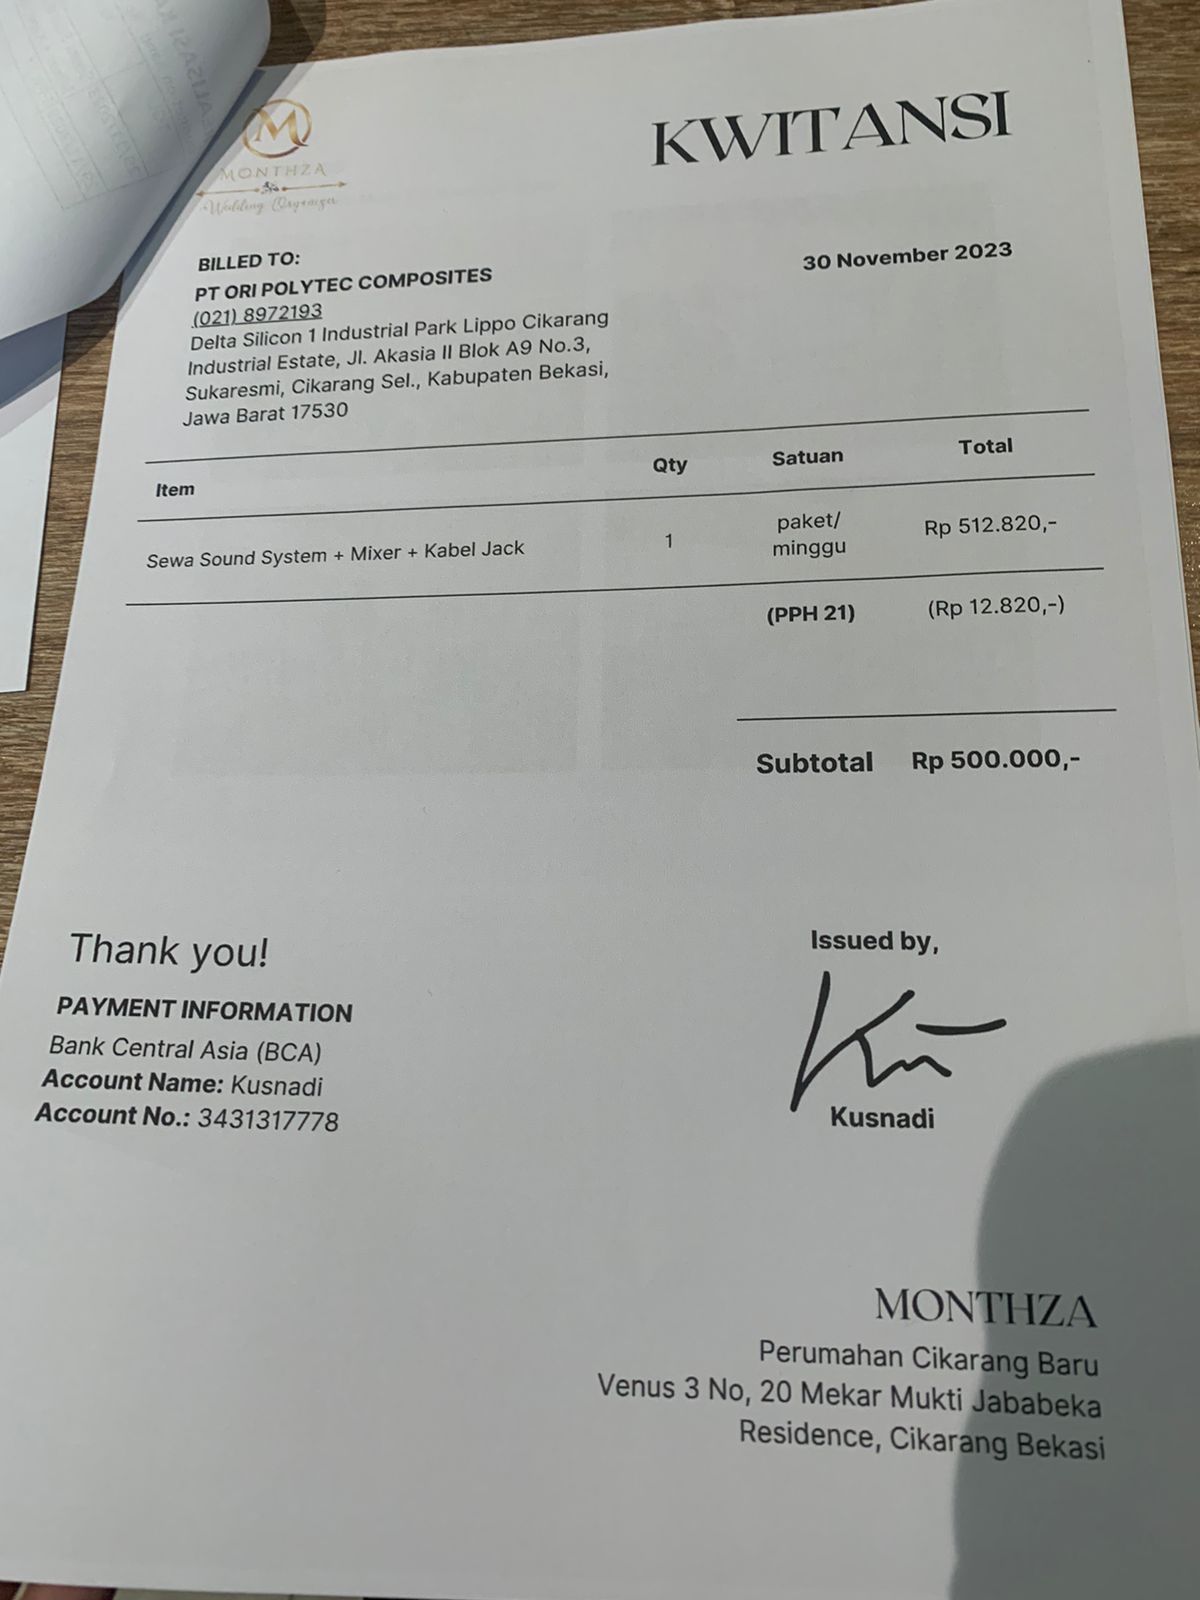 M
MONTHZA
Wedding Organizer
KWITANSI
BILLED TO:
PT ORI POLYTEC COMPOSITES
(021) 8972193
Delta Silicon 1 Industrial Park Lippo Cikarang
Industrial Estate, Jl. Akasia II Blok A9 No.3,
Sukaresmi, Cikarang Sel., Kabupaten Bekasi,
Jawa Barat 17530
30 November 2023
Item Qty Satuan Total
Sewa Sound System + Mixer + Kabel Jack 1 paket/ Rp 512.820,-
minggu
(PPH 21) (Rp 12.820,-)
Subtotal Rp 500.000,-
Thank you!
PAYMENT INFORMATION
Bank Central Asia (BCA)
Account Name: Kusnadi
Account No.: 3431317778
Issued by,
Kusnadi
MONTHZA
Perumahan Cikarang Baru
Venus 3 No, 20 Mekar Mukti Jababeka
Residence, Cikarang Bekasi